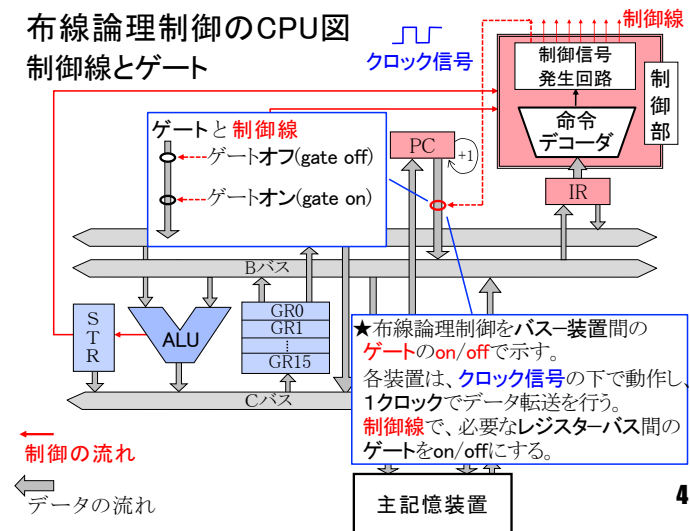 布線論理制御のCPU図
制御線とゲート
クロック信号
制御線
制御信号
発生回路
制
御
部
命令
デコーダ
ゲートと制御線
ゲートオフ(gate off)
ゲートオン(gate on)
PC
+1
IR
Bバス
S
T
R
ALU
GR0
GR1
GR15
Cバス
★布線論理制御をバスー装置間の
ゲートのon/offで示す。
各装置は、クロック信号の下で動作し、
1クロックでデータ転送を行う。
制御線で、必要なレジスターバス間の
ゲートをon/offにする。
制御の流れ
データの流れ
主記憶装置
4